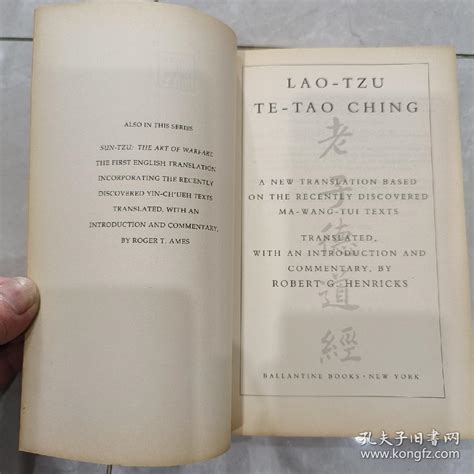 ALSO IN THIS SERIES
SUN-TZU: THE ART OF WARFARE
THE FIRST ENGLISH TRANSLATION
INCORPORATING THE RECENTLY
DISCOVERED YIN-CH'UEH TEXTS
TRANSLATED, WITH AN
INTRODUCTION AND COMMENTARY,
BY ROGER T. AMES
LAO-TZU
TE-TAO CHING
老子德道經
A NEW TRANSLATION BASED
ON THE RECENTLY DISCOVERED
MA-WANG-TUI TEXTS
TRANSLATED,
WITH AN INTRODUCTION AND
COMMENTARY, BY
ROBERT G. HENRICKS
BALLANTINE BOOKS • NEW YORK
孔夫子旧书网
www.kongfz.com